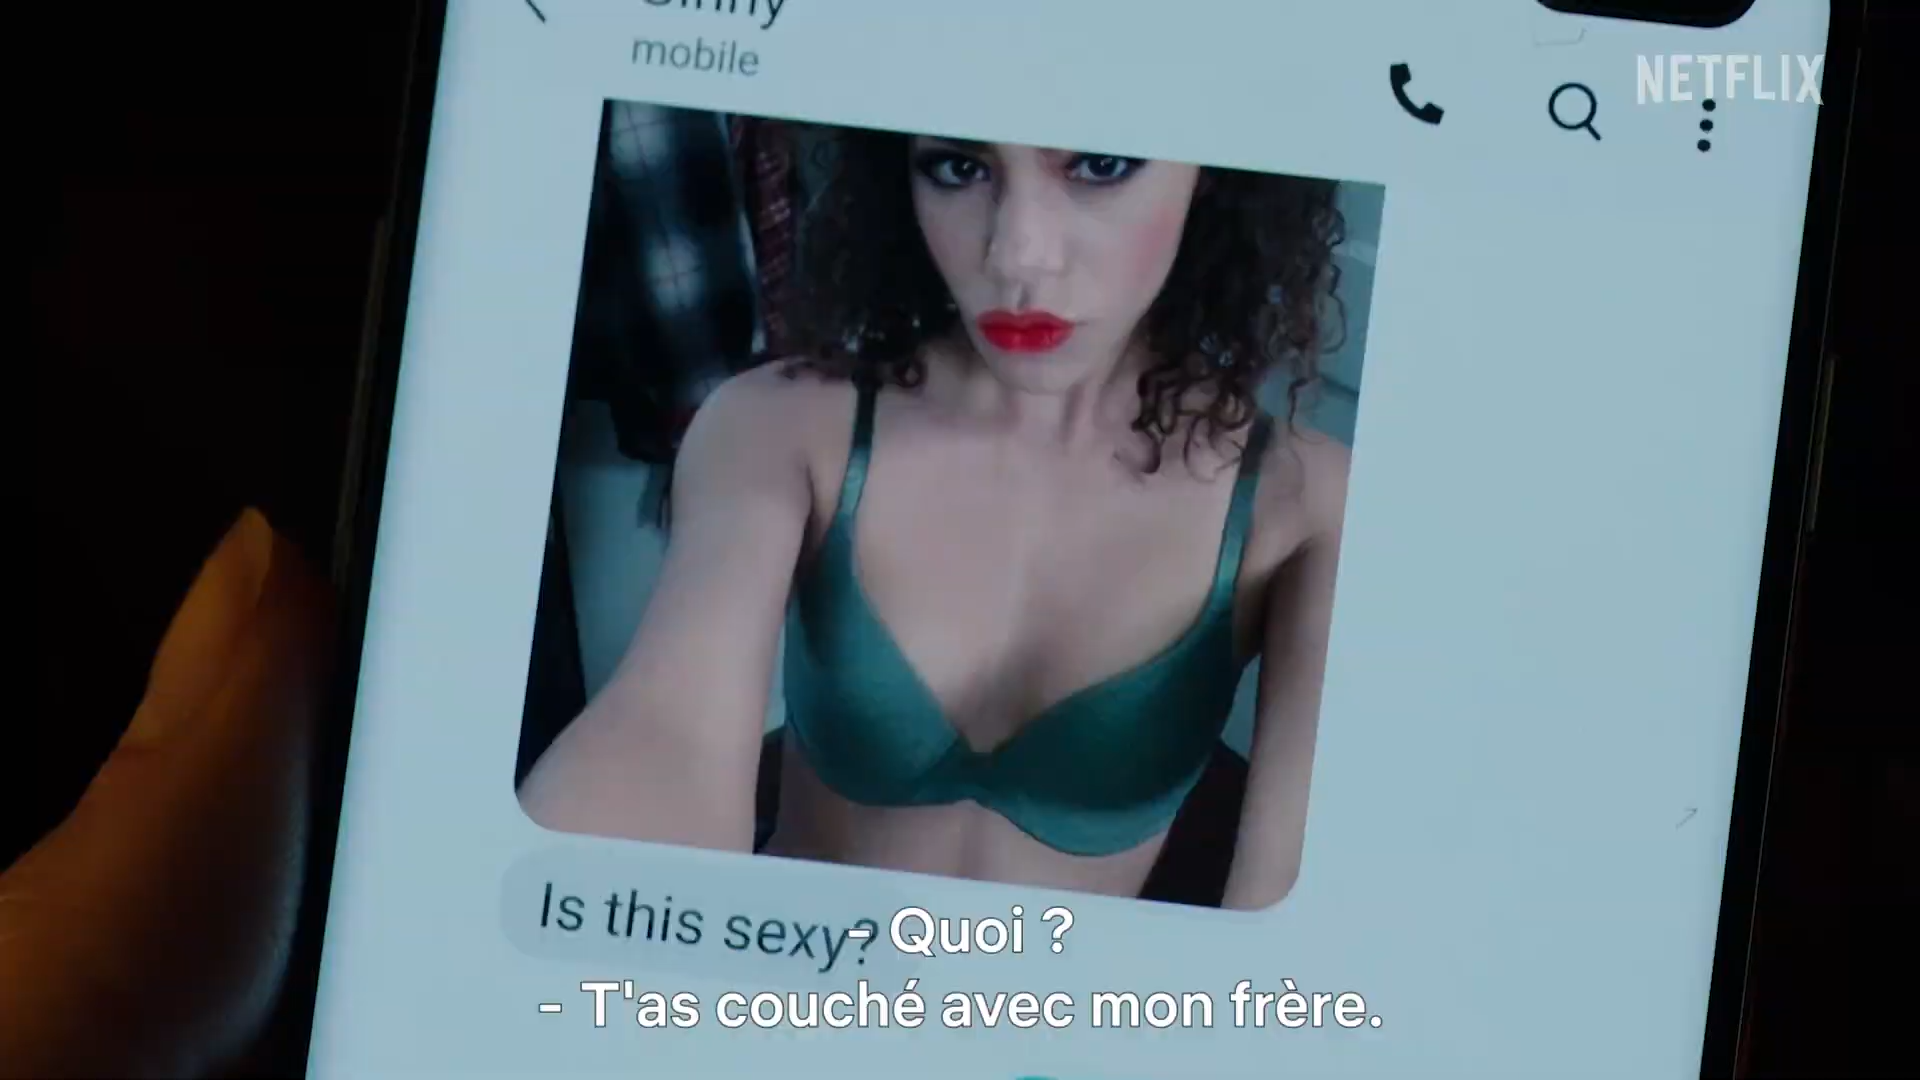 mobile
NETFLIX
Is this sexy?
- Quoi ?
- T'as couché avec mon frère.